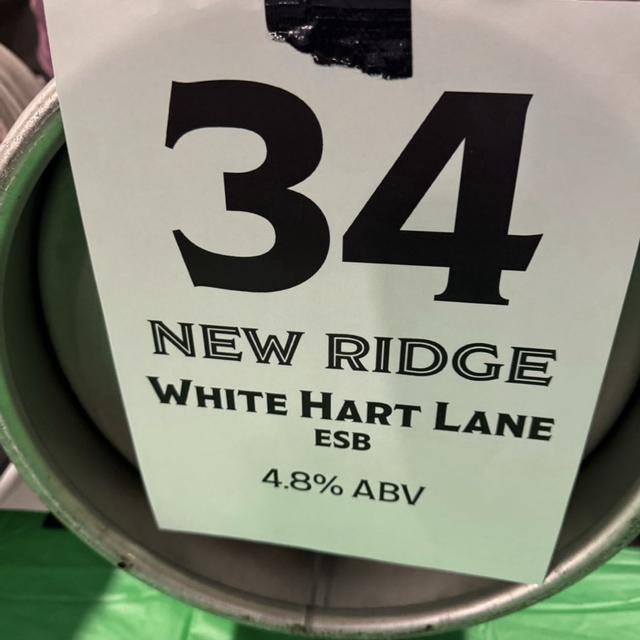 34
NEW RIDGE
WHITE HART LANE
ESB
4.8% ABV